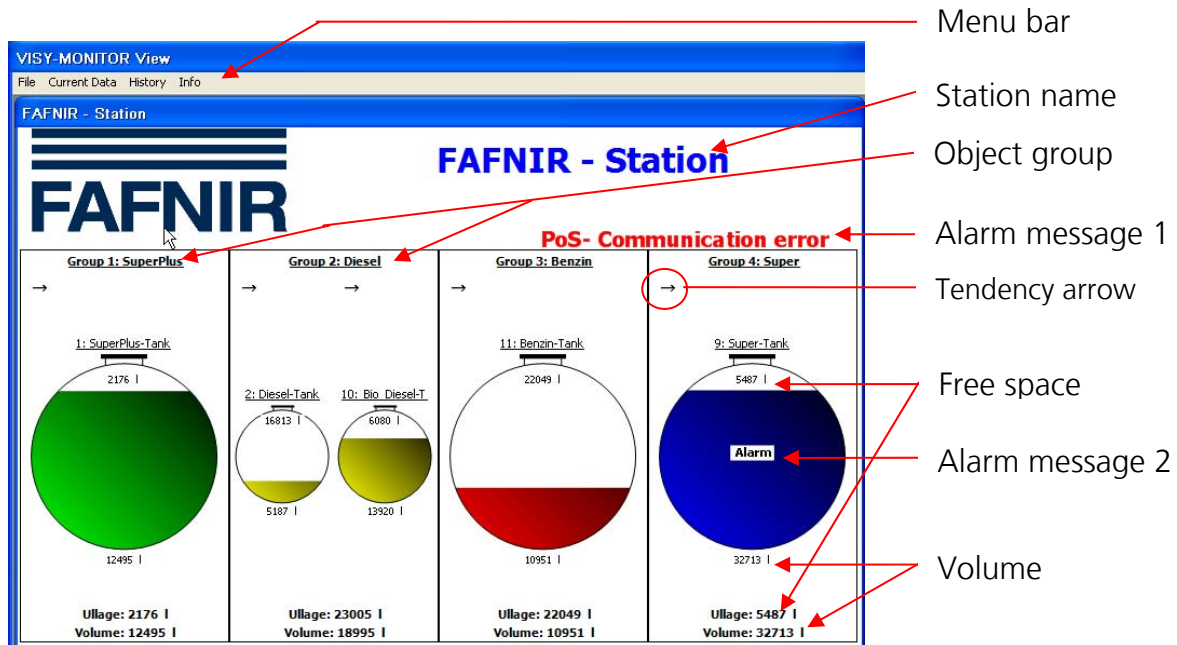 Menu bar
VISY-MONITOR View
File Current Data History Info
Station name
FAFNIR - Station
FAFNIR - Station
Object group
FAFNIR
PoS- Communication error
Alarm message 1
Group 1: SuperPlus
Group 2: Diesel
Group 3: Benzin
Group 4: Super
→ → → → →
Tendency arrow
1: SuperPlus-Tank
11: Benzin-Tank
9: Super-Tank
2176 l
22049 l
5487 l
Free space
2: Diesel-Tank
10: Bio Diesel-T
16813 l
6080 l
Alarm
Alarm message 2
5187 l
13920 l
12495 l
10951 l
32713 l
Volume
Ullage: 2176 l
Volume: 12495 l
Ullage: 23005 l
Volume: 18995 l
Ullage: 22049 l
Volume: 10951 l
Ullage: 5487 l
Volume: 32713 l